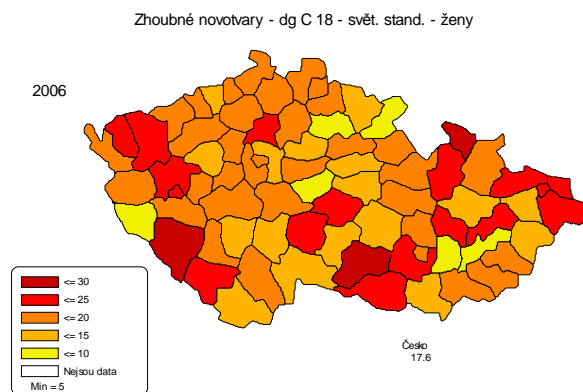 Zhoubné novotvary - dg C 18 - svět. stand. - ženy
2006
<= 30
<= 25
<= 20
<= 15
<= 10
Nejsou data
Min = 5
Česko
17.6